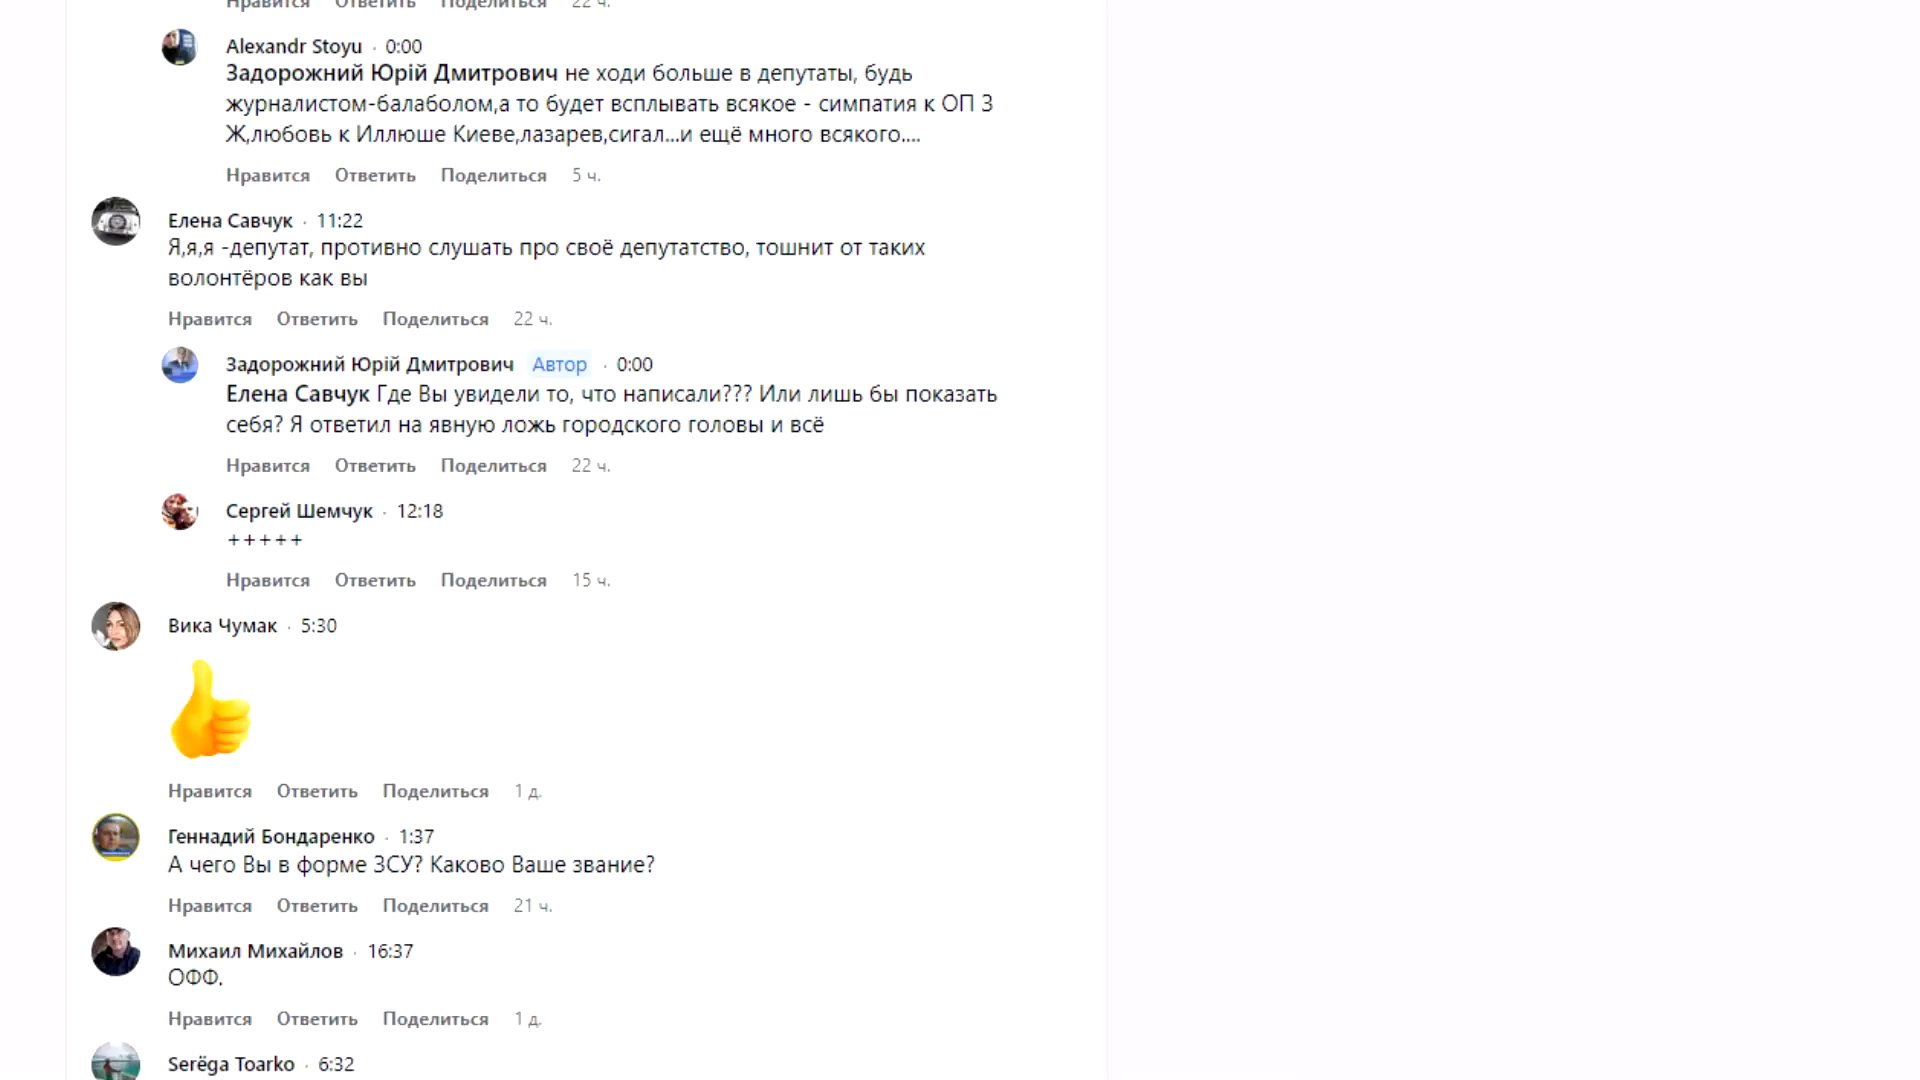 Нравится Ответить Поделиться 22 ч.
Alexandr Stoyu · 0:00
Задорожний Юрій Дмитрович не ходи больше в депутаты, будь
журналистом-балаболом,а то будет всплывать всякое - симпатия к ОП З
Ж,любовь к Иллюше Киеве,лазарев,сигал...и ещё много всякого....
Нравится Ответить Поделиться 5 ч.
Елена Савчук · 11:22
Я,я,я -депутат, противно слушать про своё депутатство, тошнит от таких
волонтёров как вы
Нравится Ответить Поделиться 22 ч.
Задорожний Юрій Дмитрович Автор · 0:00
Елена Савчук Где Вы увидели то, что написали??? Или лишь бы показать
себя? Я ответил на явную ложь городского головы и всё
Нравится Ответить Поделиться 22 ч.
Сергей Шемчук · 12:18
+++++
Нравится Ответить Поделиться 15 ч.
Вика Чумак · 5:30
Нравится Ответить Поделиться 1 д.
Геннадий Бондаренко · 1:37
А чего Вы в форме ЗСУ? Каково Ваше звание?
Нравится Ответить Поделиться 21 ч.
Михаил Михайлов · 16:37
ОФФ.
Нравится Ответить Поделиться 1 д.
Serëga Toarko · 6:32